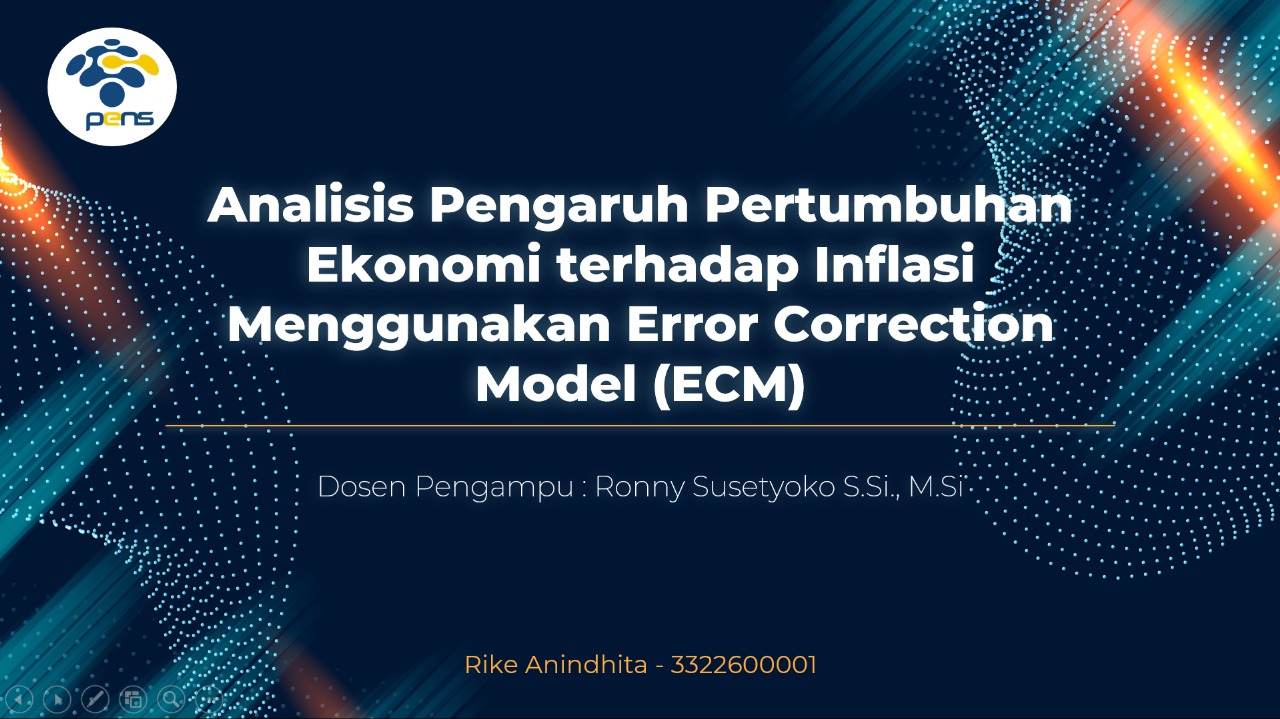 pens
Analisis Pengaruh Pertumbuhan
Ekonomi terhadap Inflasi
Menggunakan Error Correction
Model (ECM)
Dosen Pengampu : Ronny Susetyoko S.Si., M.Si
Rike Anindhita - 3322600001